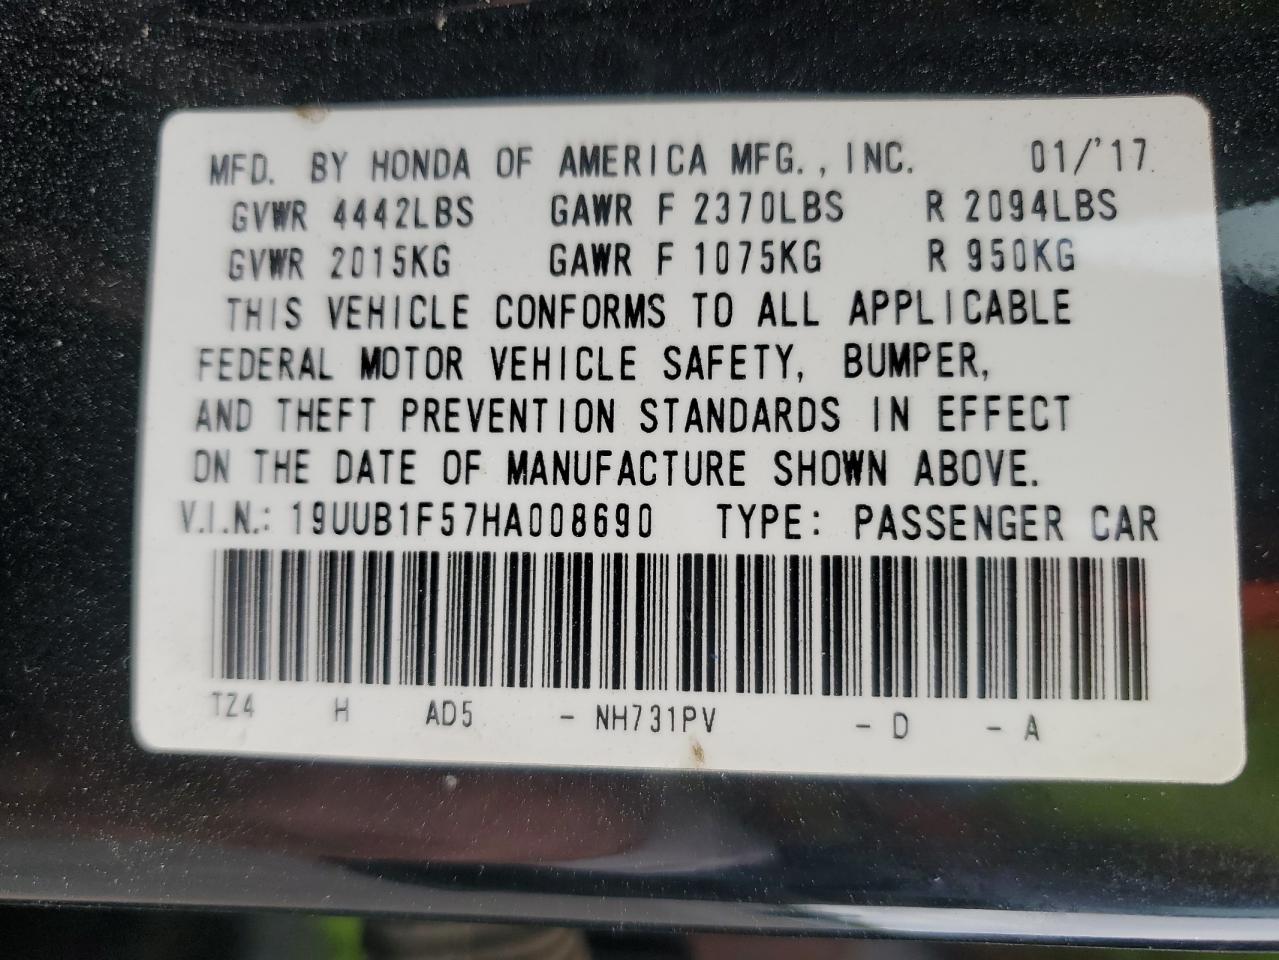 MFD. BY HONDA OF AMERICA MFG., INC. 01/'17
GVWR 4442LBS GAWR F 2370LBS R 2094LBS
GVWR 2015KG GAWR F 1075KG R 950KG
THIS VEHICLE CONFORMS TO ALL APPLICABLE
FEDERAL MOTOR VEHICLE SAFETY, BUMPER,
AND THEFT PREVENTION STANDARDS IN EFFECT
ON THE DATE OF MANUFACTURE SHOWN ABOVE.
V.I.N.: 19UUB1F57HA008690 TYPE: PASSENGER CAR
TZ4 H AD5 - NH731PV - D - A